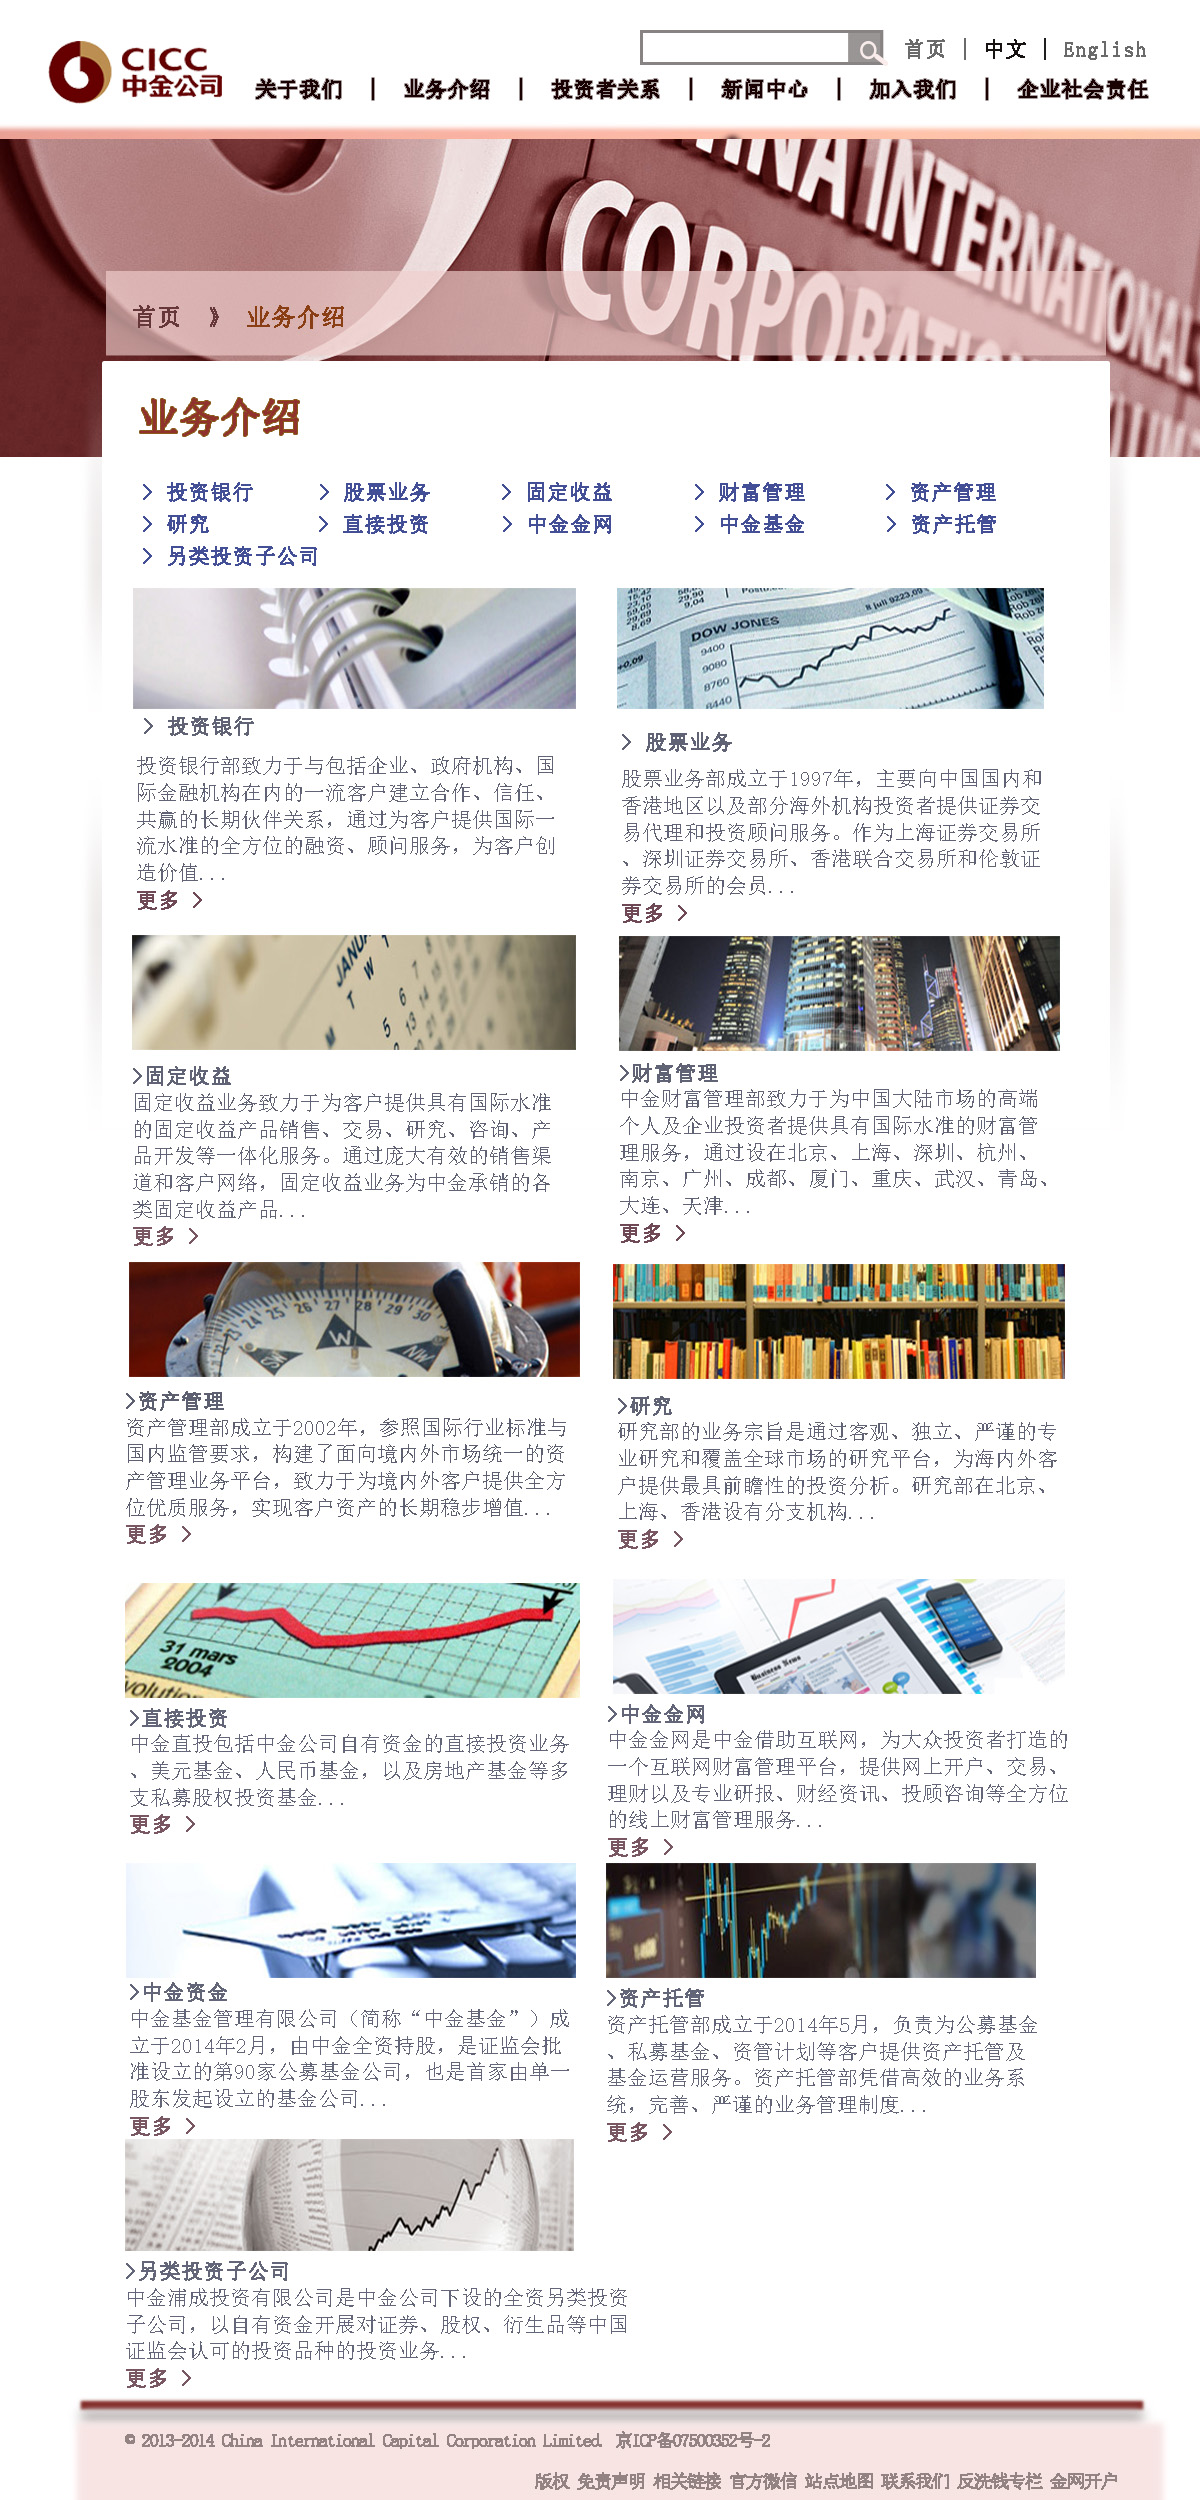 CICC
中金公司
首页 | 中文 | English
关于我们 | 业务介绍 | 投资者关系 | 新闻中心 | 加入我们 | 企业社会责任
CHINA INTERNATIONAL
CORPORATION
首页 》 业务介绍
业务介绍
> 投资银行 > 股票业务 > 固定收益 > 财富管理 > 资产管理
> 研究 > 直接投资 > 中金金网 > 中金基金 > 资产托管
> 另类投资子公司
DOW JONES
8 juli 9223,09
9400
9080
8760
8440
> 投资银行
投资银行部致力于与包括企业、政府机构、国
际金融机构在内的一流客户建立合作、信任、
共赢的长期伙伴关系，通过为客户提供国际一
流水准的全方位的融资、顾问服务，为客户创
造价值...
更多 >
> 股票业务
股票业务部成立于1997年，主要向中国国内和
香港地区以及部分海外机构投资者提供证券交
易代理和投资顾问服务。作为上海证券交易所
、深圳证券交易所、香港联合交易所和伦敦证
券交易所的会员...
更多 >
>固定收益
固定收益业务致力于为客户提供具有国际水准
的固定收益产品销售、交易、研究、咨询、产
品开发等一体化服务。通过庞大有效的销售渠
道和客户网络，固定收益业务为中金承销的各
类固定收益产品...
更多 >
>财富管理
中金财富管理部致力于为中国大陆市场的高端
个人及企业投资者提供具有国际水准的财富管
理服务，通过设在北京、上海、深圳、杭州、
南京、广州、成都、厦门、重庆、武汉、青岛、
大连、天津...
更多 >
>资产管理
资产管理部成立于2002年，参照国际行业标准与
国内监管要求，构建了面向境内外市场统一的资
产管理业务平台，致力于为境内外客户提供全方
位优质服务，实现客户资产的长期稳步增值...
更多 >
>研究
研究部的业务宗旨是通过客观、独立、严谨的专
业研究和覆盖全球市场的研究平台，为海内外客
户提供最具前瞻性的投资分析。研究部在北京、
上海、香港设有分支机构...
更多 >
31 mars
2004
Business News
>直接投资
中金直投包括中金公司自有资金的直接投资业务
、美元基金、人民币基金，以及房地产基金等多
支私募股权投资基金...
更多 >
>中金金网
中金金网是中金借助互联网，为大众投资者打造的
一个互联网财富管理平台，提供网上开户、交易、
理财以及专业研报、财经资讯、投顾咨询等全方位
的线上财富管理服务...
更多 >
>中金资金
中金基金管理有限公司（简称“中金基金”）成
立于2014年2月，由中金全资持股，是证监会批
准设立的第90家公募基金公司，也是首家由单一
股东发起设立的基金公司...
更多 >
>资产托管
资产托管部成立于2014年5月，负责为公募基金
、私募基金、资管计划等客户提供资产托管及
基金运营服务。资产托管部凭借高效的业务系
统，完善、严谨的业务管理制度...
更多 >
>另类投资子公司
中金浦成投资有限公司是中金公司下设的全资另类投资
子公司，以自有资金开展对证券、股权、衍生品等中国
证监会认可的投资品种的投资业务...
更多 >
© 2013-2014 China International Capital Corporation Limited. 京ICP备07500352号-2
版权 免责声明 相关链接 官方微信 站点地图 联系我们 反洗钱专栏 金网开户